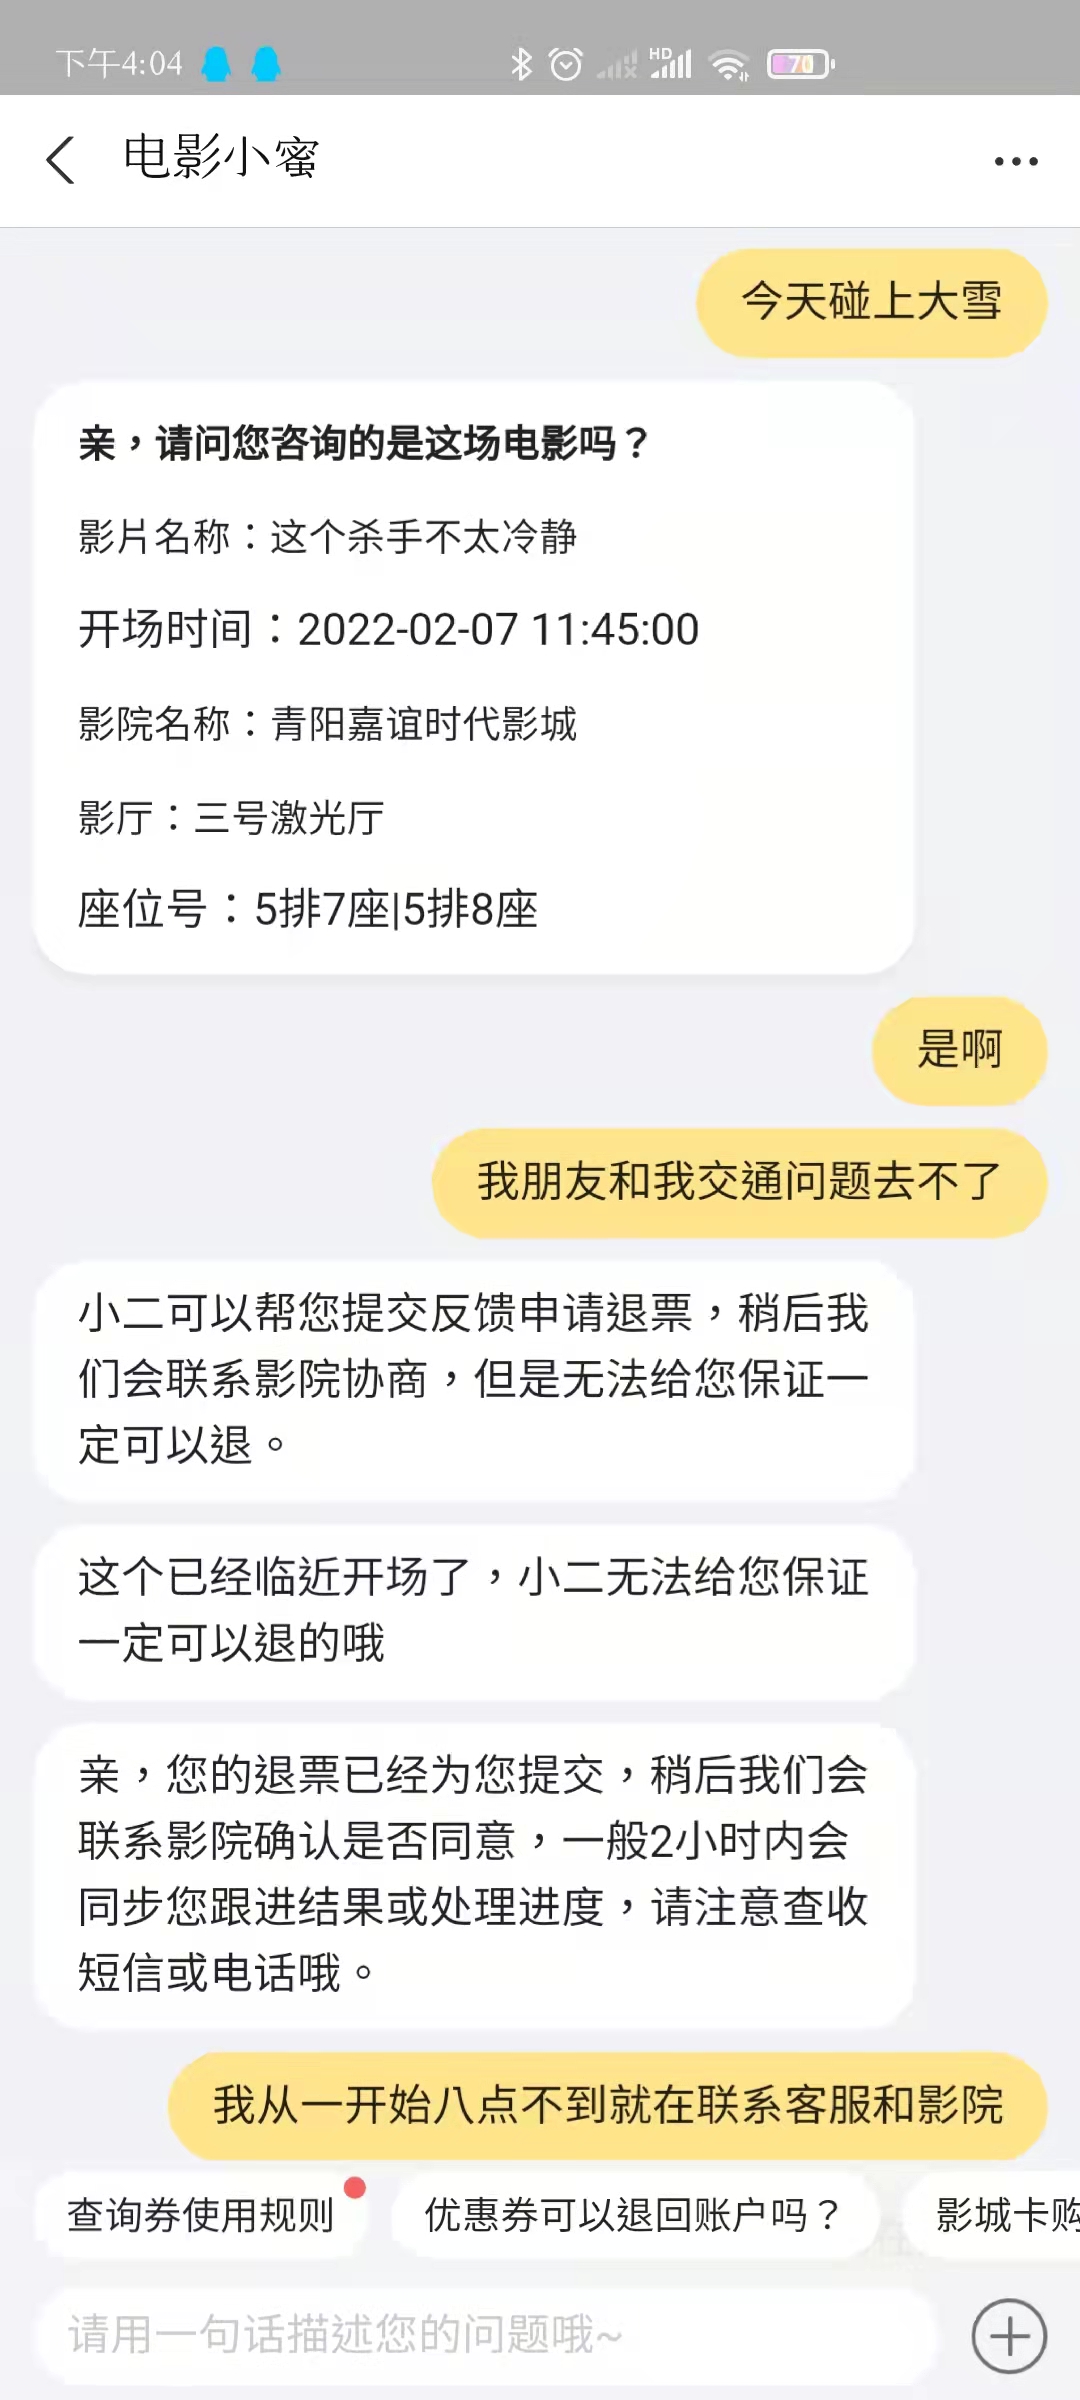 下午4:04
HD
70
电影小蜜
今天碰上大雪
亲，请问您咨询的是这场电影吗？
影片名称：这个杀手不太冷静
开场时间：2022-02-07 11:45:00
影院名称：青阳嘉谊时代影城
影厅：三号激光厅
座位号：5排7座|5排8座
是啊
我朋友和我交通问题去不了
小二可以帮您提交反馈申请退票，稍后我
们会联系影院协商，但是无法给您保证一
定可以退。
这个已经临近开场了，小二无法给您保证
一定可以退的哦
亲，您的退票已经为您提交，稍后我们会
联系影院确认是否同意，一般2小时内会
同步您跟进结果或处理进度，请注意查收
短信或电话哦。
我从一开始八点不到就在联系客服和影院
查询券使用规则 优惠券可以退回账户吗？ 影城卡购
请用一句话描述您的问题哦~